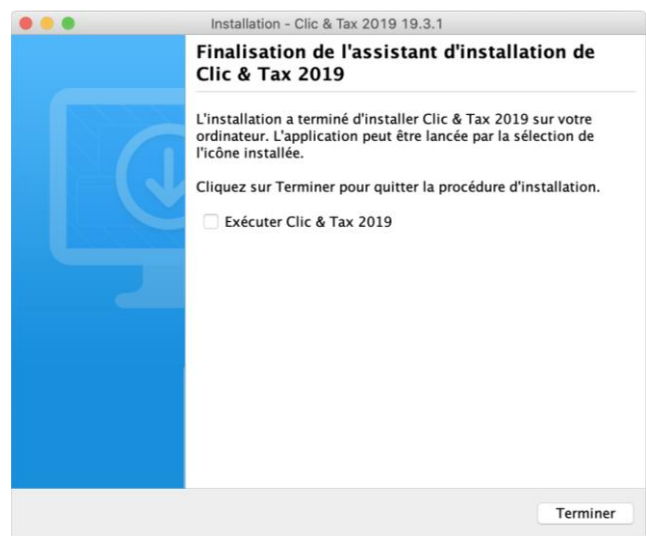 Installation - Clic & Tax 2019 19.3.1
Finalisation de l'assistant d'installation de
Clic & Tax 2019
L'installation a terminé d'installer Clic & Tax 2019 sur votre
ordinateur. L'application peut être lancée par la sélection de
l'icône installée.
Cliquez sur Terminer pour quitter la procédure d'installation.
Exécuter Clic & Tax 2019
Terminer